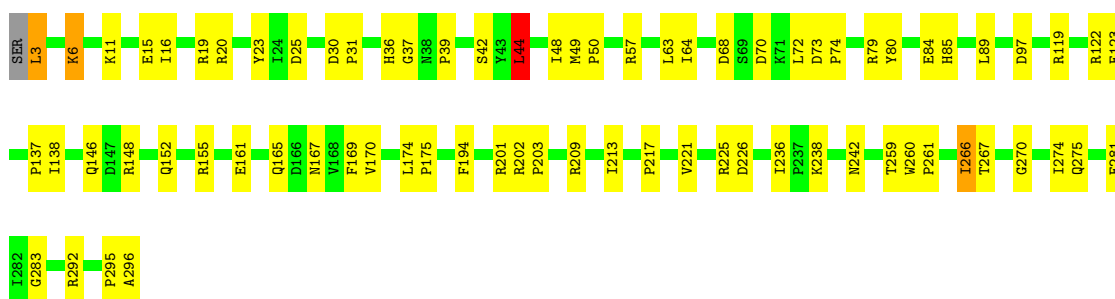 SER L3 K6 K11 E15 I16 R19 R20 Y23 I24 D25 D30 P31 H36 G37 N38 P39 S42 Y43 L44 I48 M49 P50 R57 L63 I64 D68 S69 D70 K71 L72 D73 P74 R79 Y80 E84 H85 L89 D97 R119 R122
P137 I138 Q146 D147 R148 Q152 R155 E161 Q165 D166 N167 V168 F169 V170 L174 P175 F194 R201 R202 P203 R209 I213 P217 V221 R225 D226 I236 P237 K238 N242 T259 W260 P261 I266 T267 G270 I274 Q275
I282 G283 R292 P295 A296